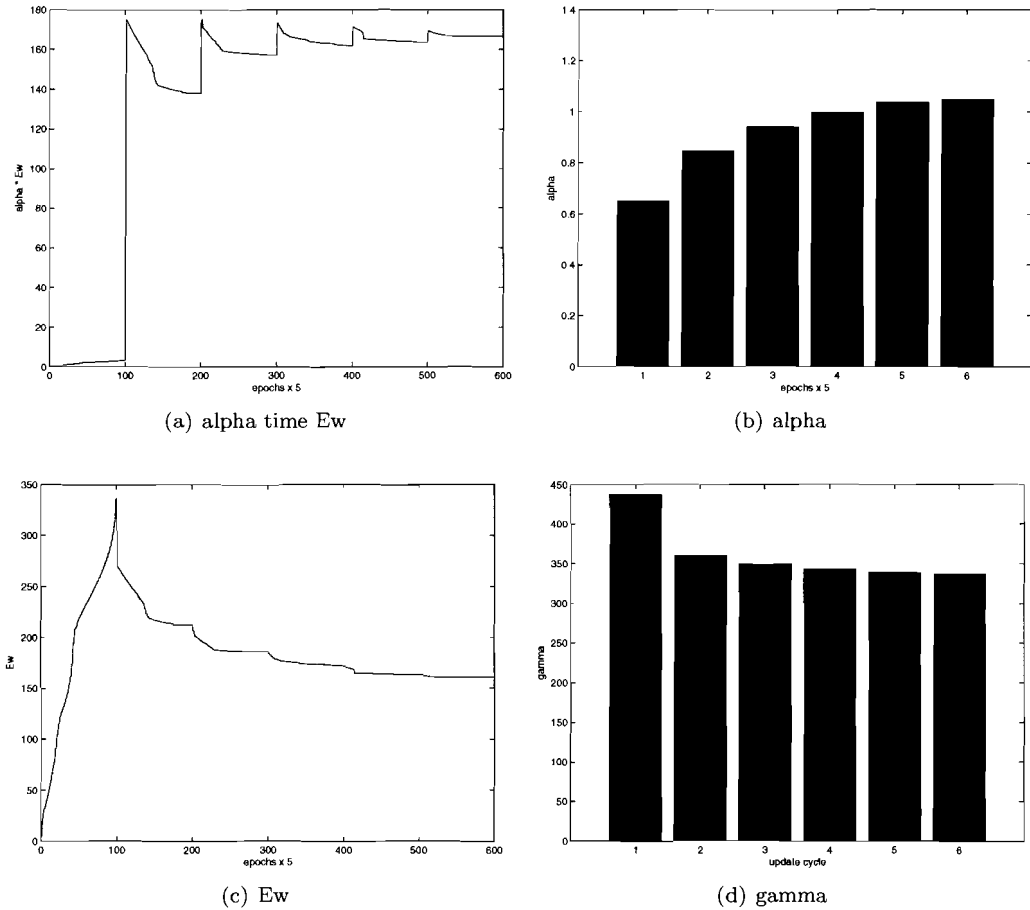 180
160
140
120
100
80
60
40
20
0
alpha * Ew
0 100 200 300 400 500 600
epochs x 5
(a) alpha time Ew
1.4
1.2
1
0.8
0.6
0 4
0.2
0
alpha
1 2 3 4 5 6
epochs x 5
(b) alpha
350
300
250
200
150
100
50
0
Ew
0 100 200 300 400 500 600
epochs x 5
(c) Ew
450
400
350
300
250
200
150
100
50
0
gamma
1 2 3 4 5 6
update cycle
(d) gamma